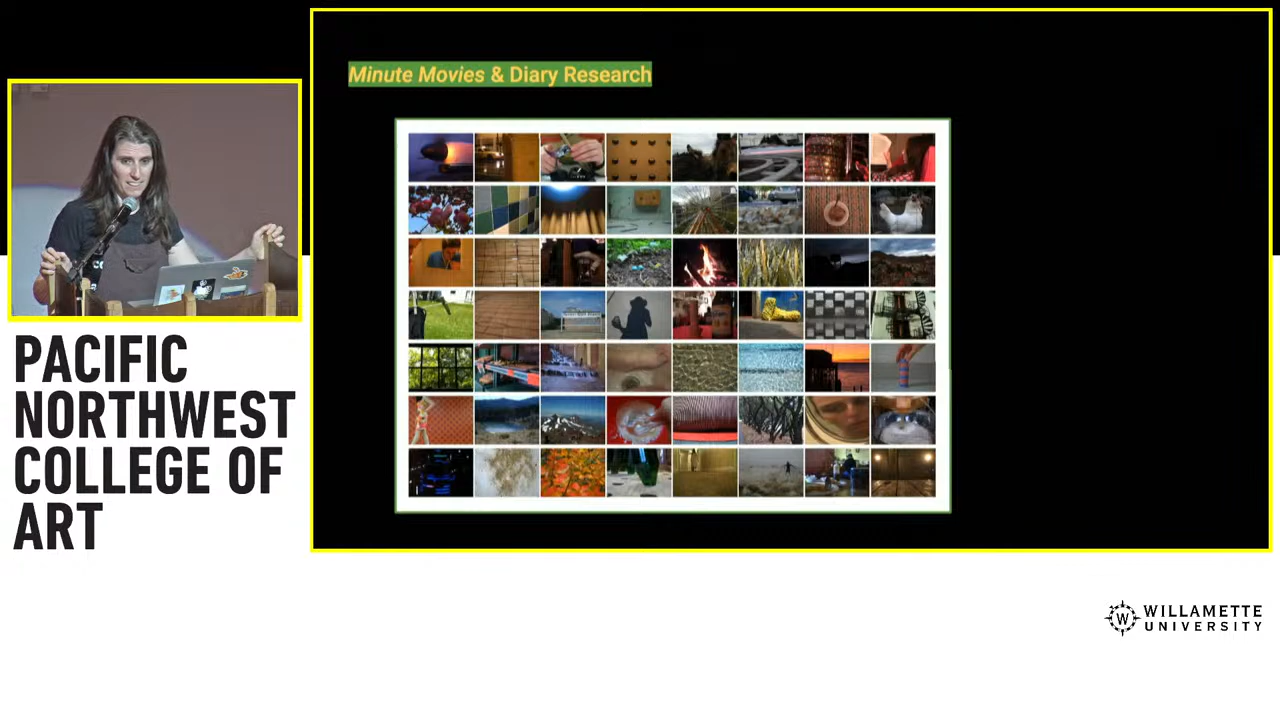 Minute Movies & Diary Research
PACIFIC
NORTHWEST
COLLEGE OF
ART
W
WILLAMETTE
UNIVERSITY